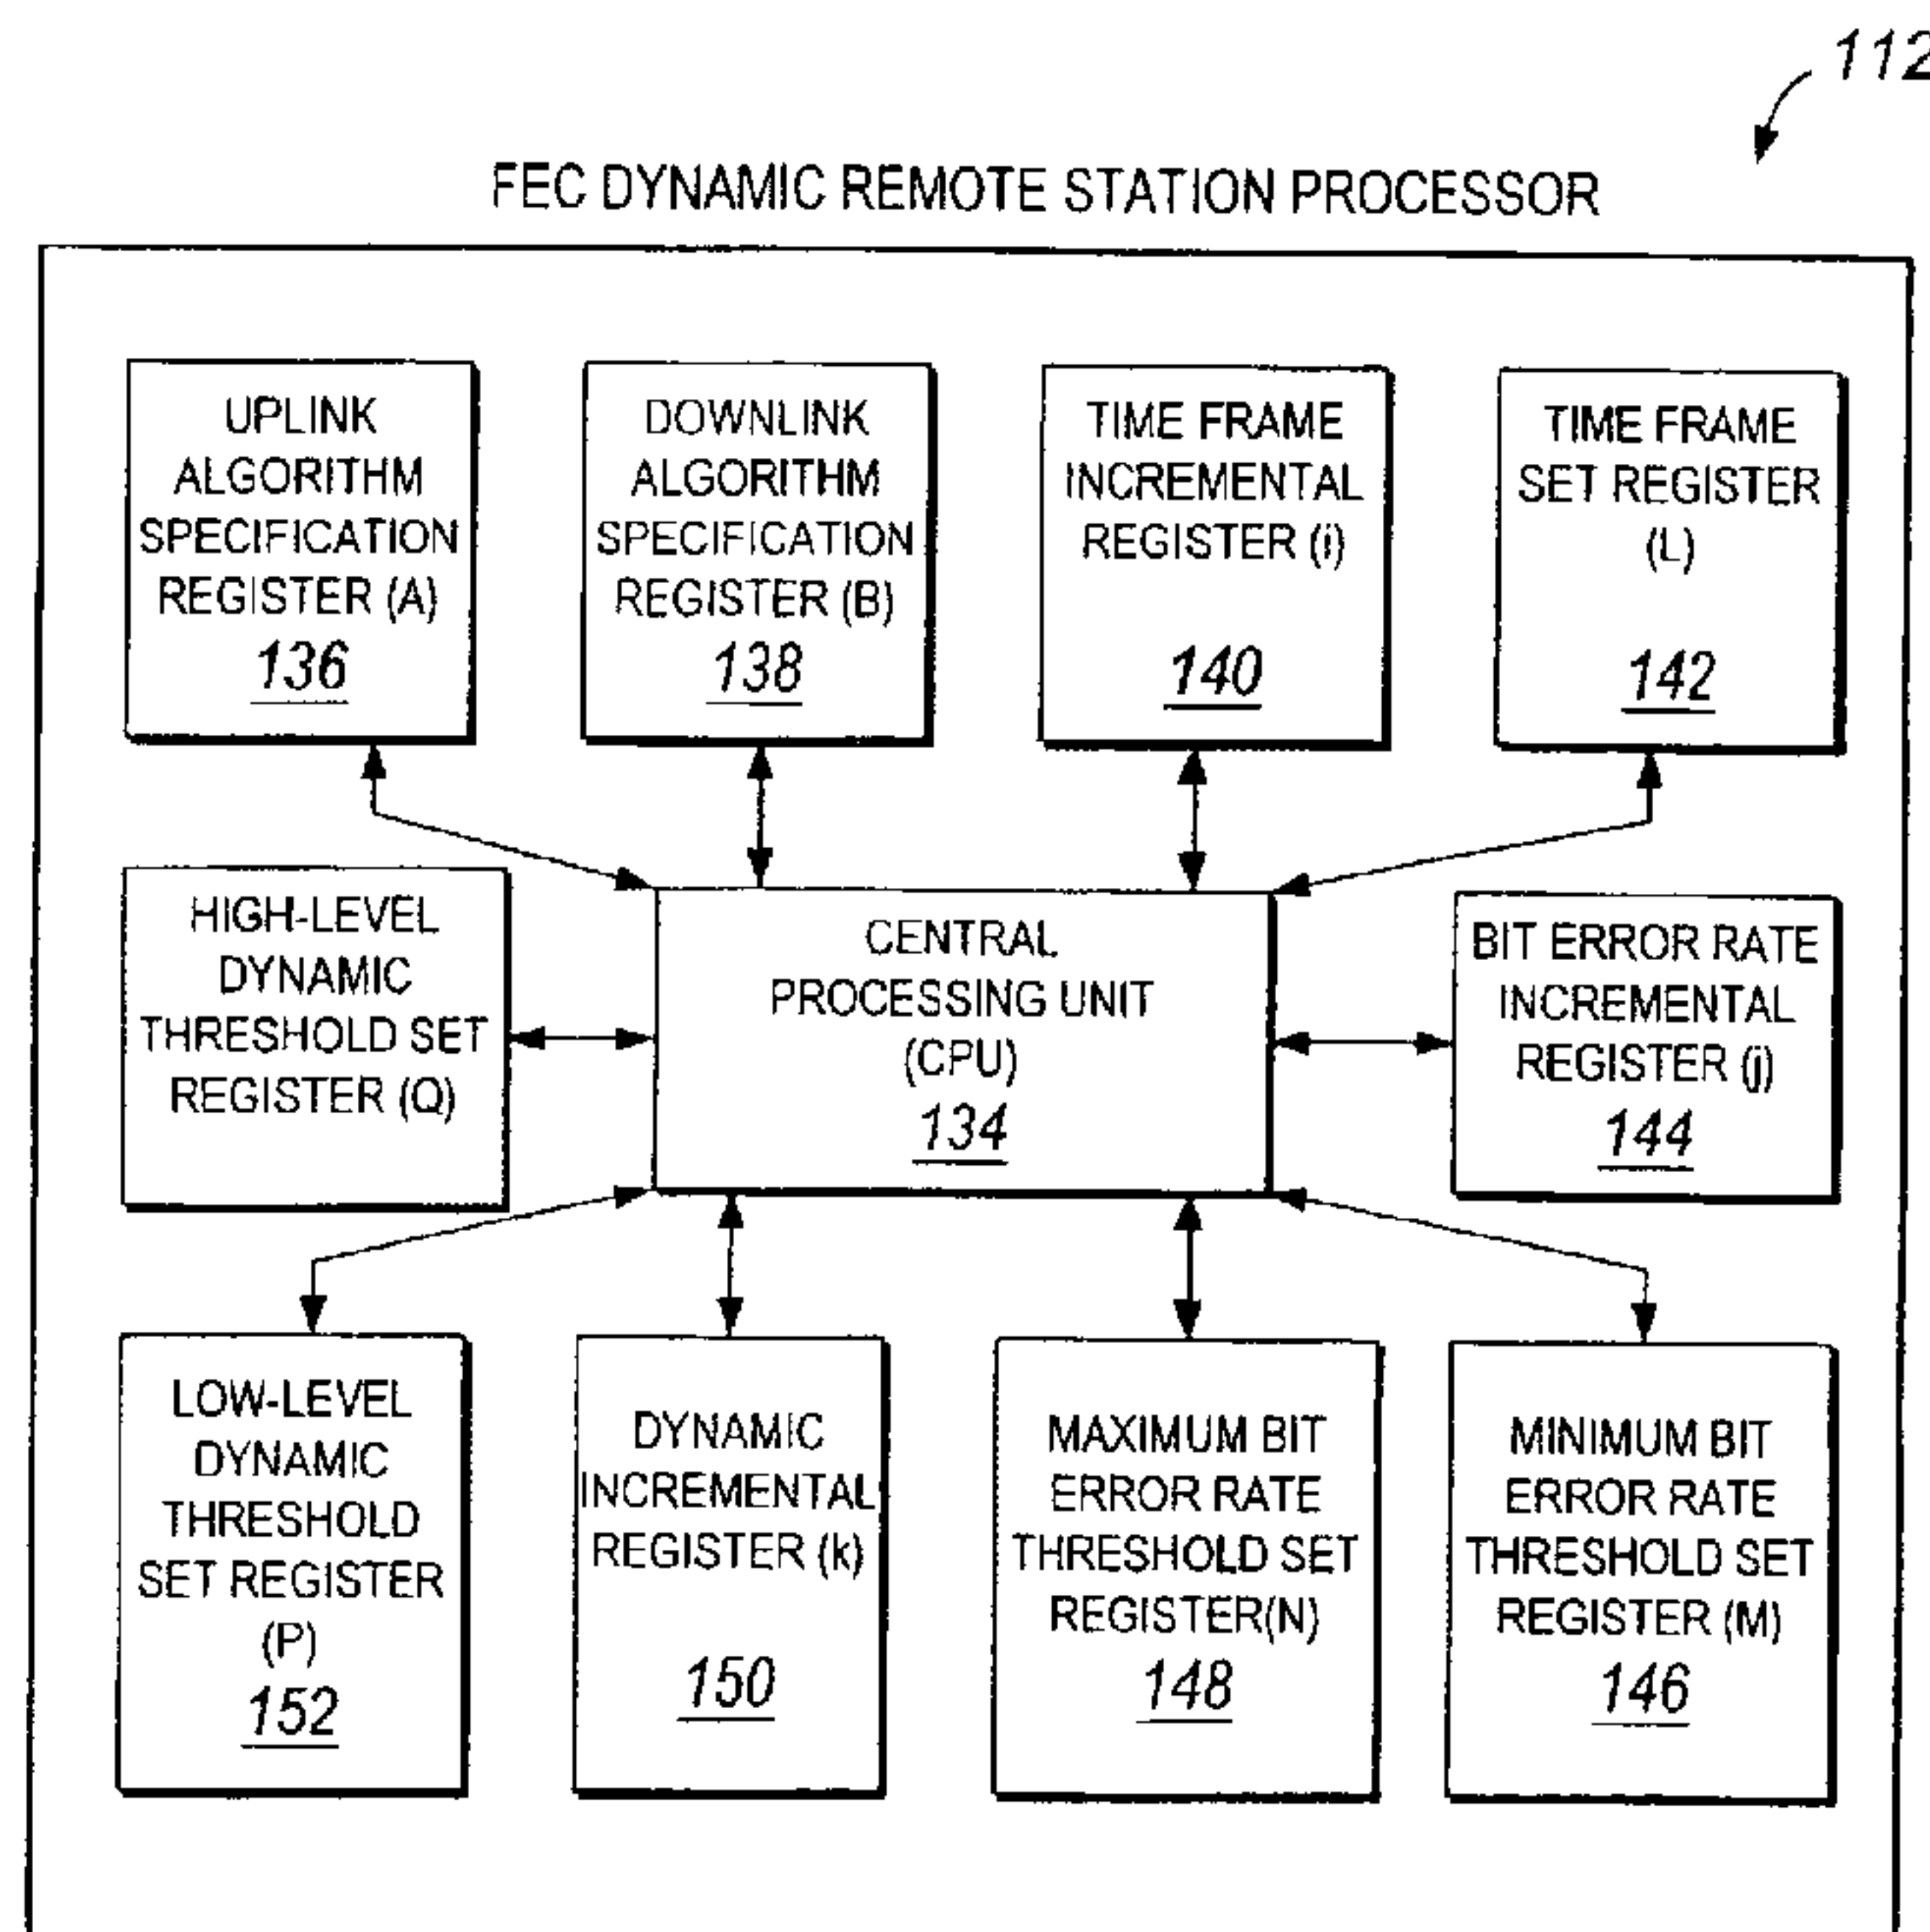 112
FEC DYNAMIC REMOTE STATION PROCESSOR
UPLINK
ALGORITHM
SPECIFICATION
REGISTER (A)
136
DOWNLINK
ALGORITHM
SPECIFICATION
REGISTER (B)
138
TIME FRAME
INCREMENTAL
REGISTER (i)
140
TIME FRAME
SET REGISTER
(L)
142
HIGH-LEVEL
DYNAMIC
THRESHOLD SET
REGISTER (Q)
CENTRAL
PROCESSING UNIT
(CPU)
134
BIT ERROR RATE
INCREMENTAL
REGISTER (j)
144
LOW-LEVEL
DYNAMIC
THRESHOLD
SET REGISTER
(P)
152
DYNAMIC
INCREMENTAL
REGISTER (k)
150
MAXIMUM BIT
ERROR RATE
THRESHOLD SET
REGISTER(N)
148
MINIMUM BIT
ERROR RATE
THRESHOLD SET
REGISTER (M)
146